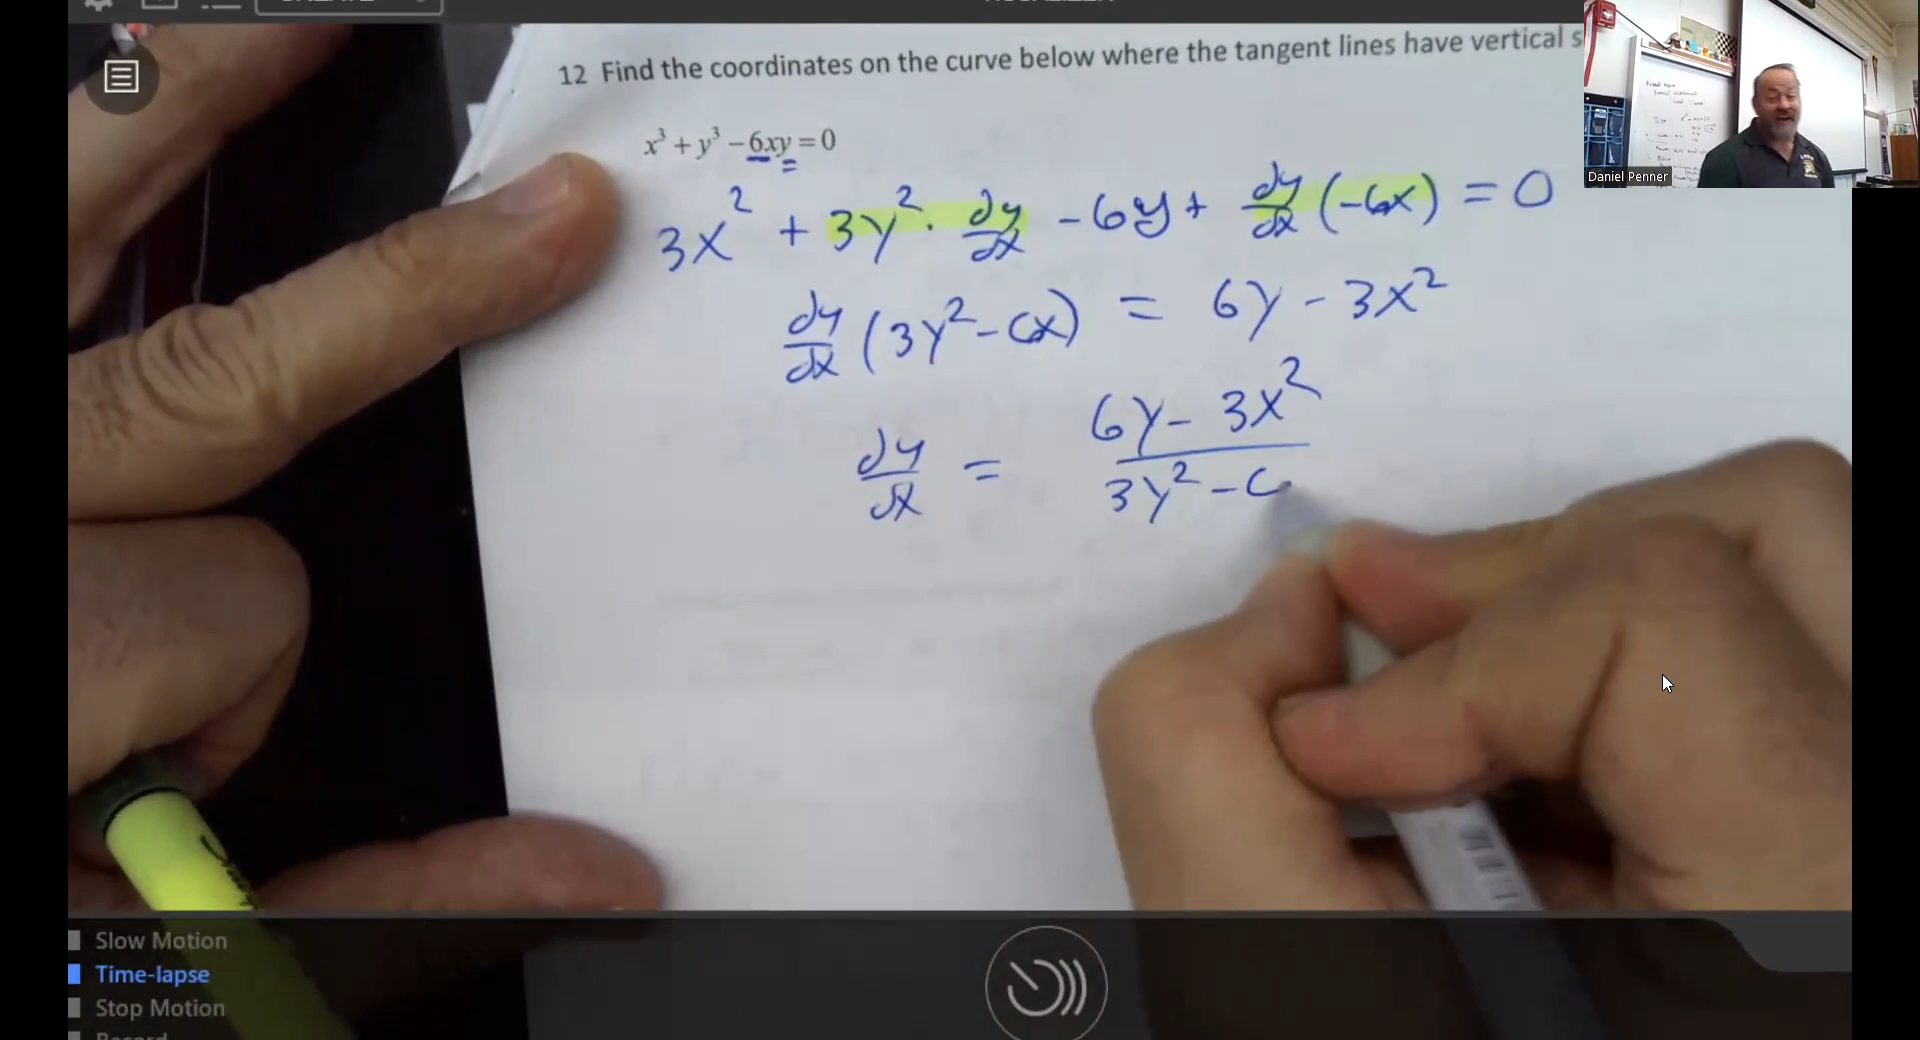 12 Find the coordinates on the curve below where the tangent lines have vertical s
x³ + y³ − 6xy = 0
3x² + 3y² · dy/dx − 6y + dy/dx (−6x) = 0
dy/dx (3y² − 6x) = 6y − 3x²
dy/dx = (6y − 3x²)/(3y² −
Daniel Penner
Slow Motion
Time-lapse
Stop Motion
Record